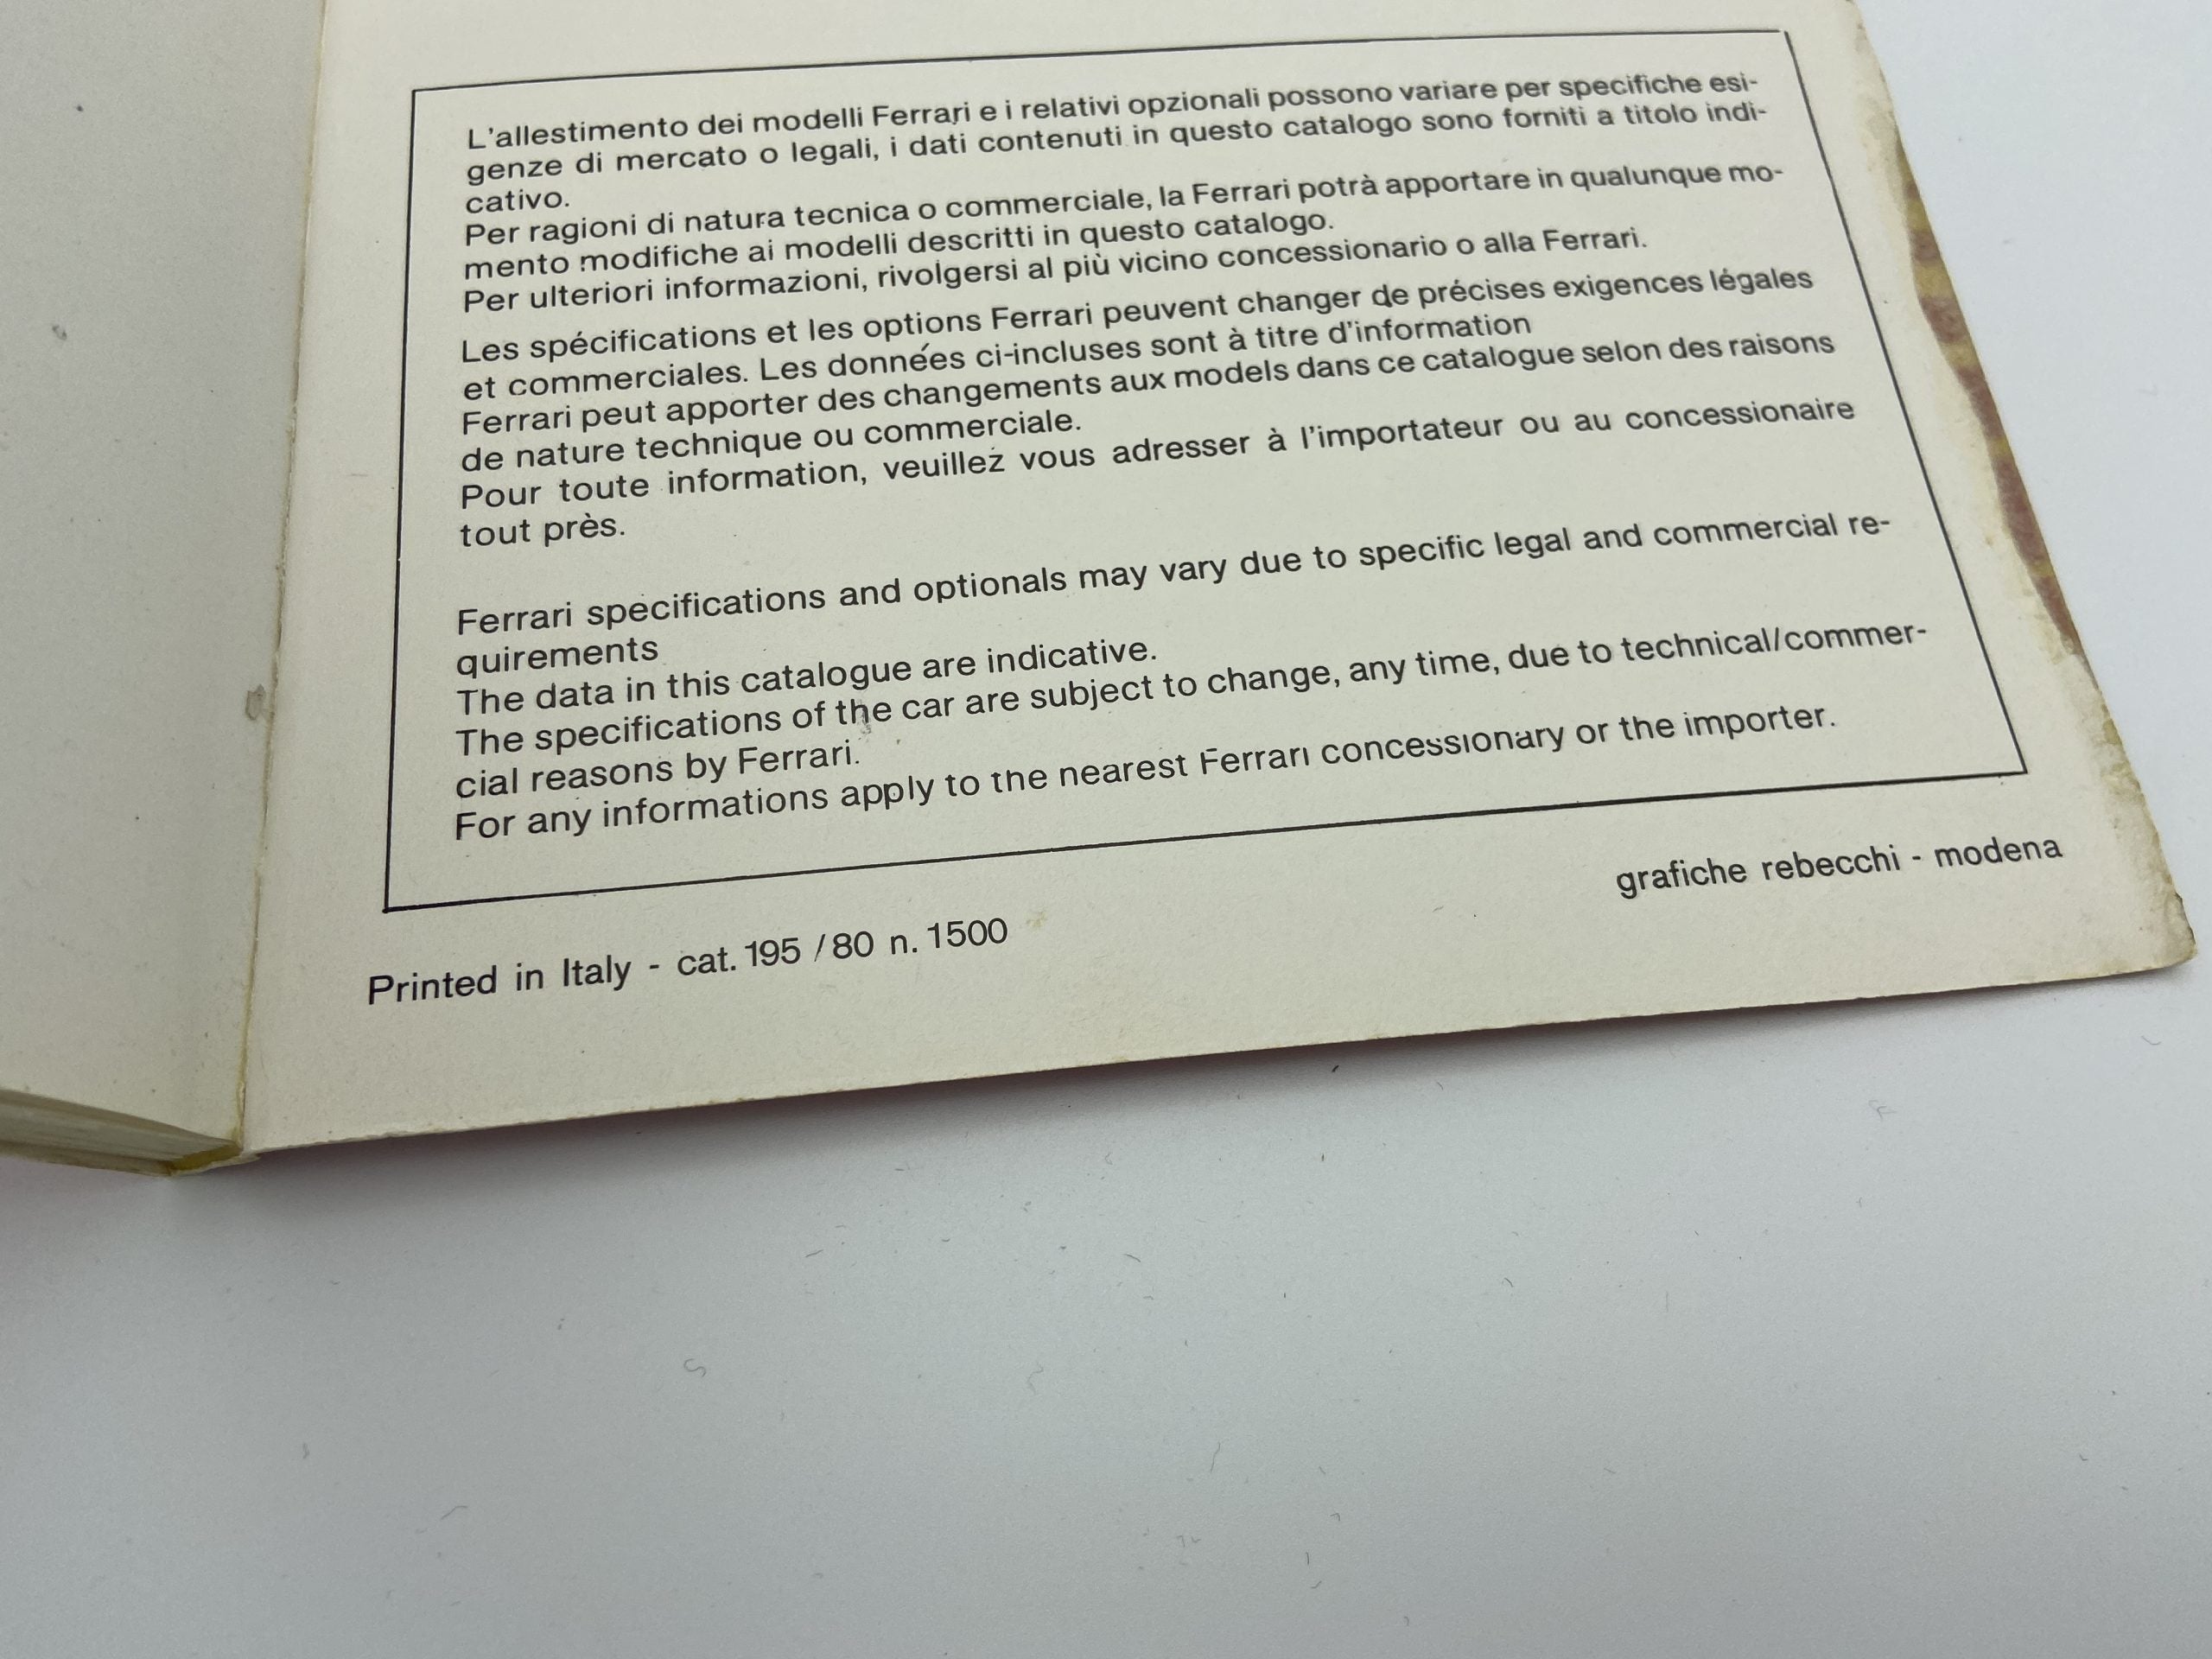 L'allestimento dei modelli Ferrari e i relativi opzionali possono variare per specifiche esi-
genze di mercato o legali, i dati contenuti in questo catalogo sono forniti a titolo indi-
cativo.
Per ragioni di natura tecnica o commerciale, la Ferrari potrà apportare in qualunque mo-
mento modifiche ai modelli descritti in questo catalogo.
Per ulteriori informazioni, rivolgersi al più vicino concessionario o alla Ferrari.
Les spécifications et les options Ferrari peuvent changer de précises exigences légales
et commerciales. Les données ci-incluses sont à titre d'information
Ferrari peut apporter des changements aux models dans ce catalogue selon des raisons
de nature technique ou commerciale.
Pour toute information, veuillez vous adresser à l'importateur ou au concessionaire
tout près.
Ferrari specifications and optionals may vary due to specific legal and commercial re-
quirements
The data in this catalogue are indicative.
The specifications of the car are subject to change, any time, due to technical/commer-
cial reasons by Ferrari.
For any informations apply to the nearest Ferrari concessionary or the importer.
grafiche rebecchi - modena
Printed in Italy - cat. 195 / 80 n. 1500